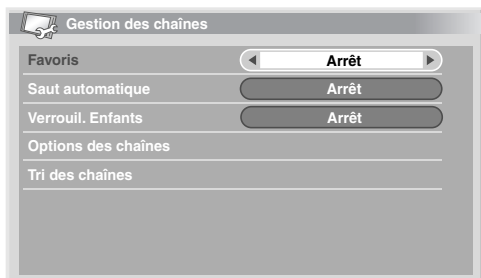 Gestion des chaînes
Favoris Arrêt
Saut automatique Arrêt
Verrouil. Enfants Arrêt
Options des chaînes
Tri des chaînes